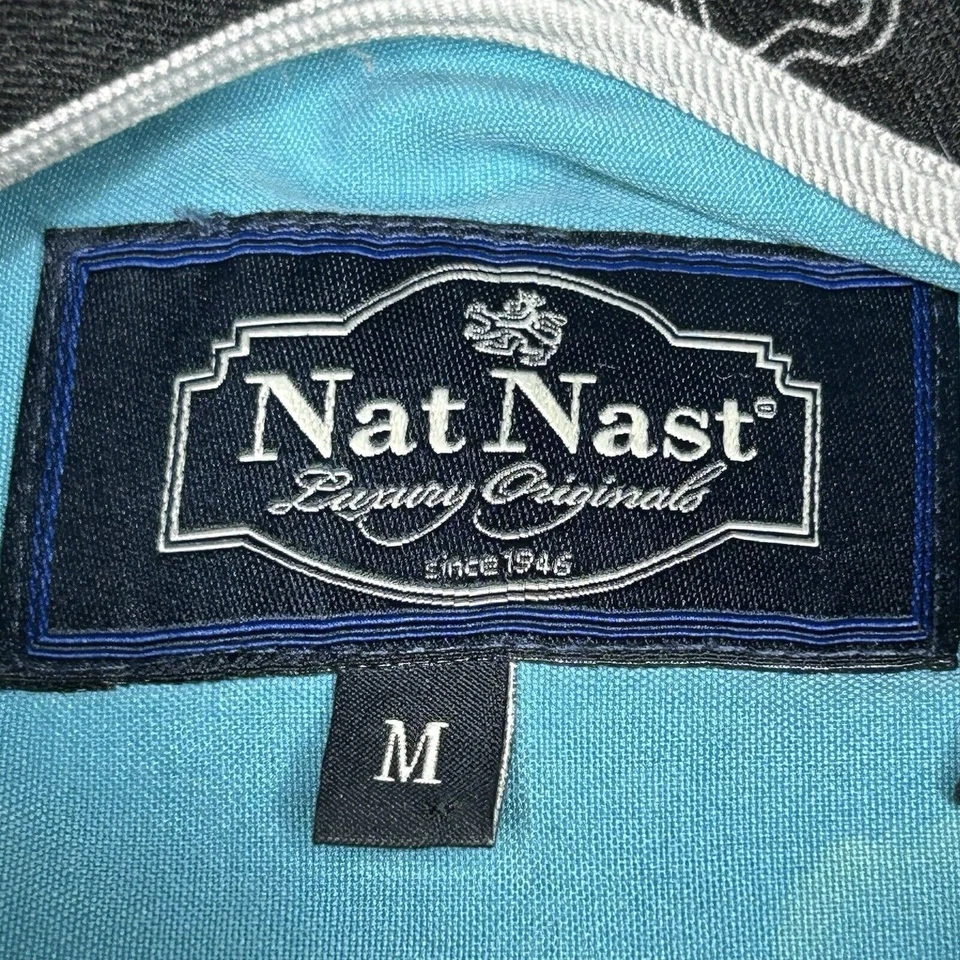 Nat Nast®
Luxury Originals
since 1946
M